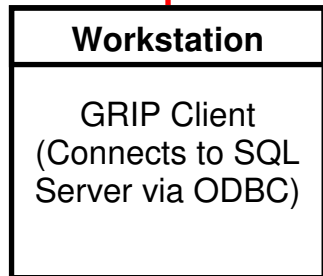 Workstation
GRIP Client
(Connects to SQL
Server via ODBC)